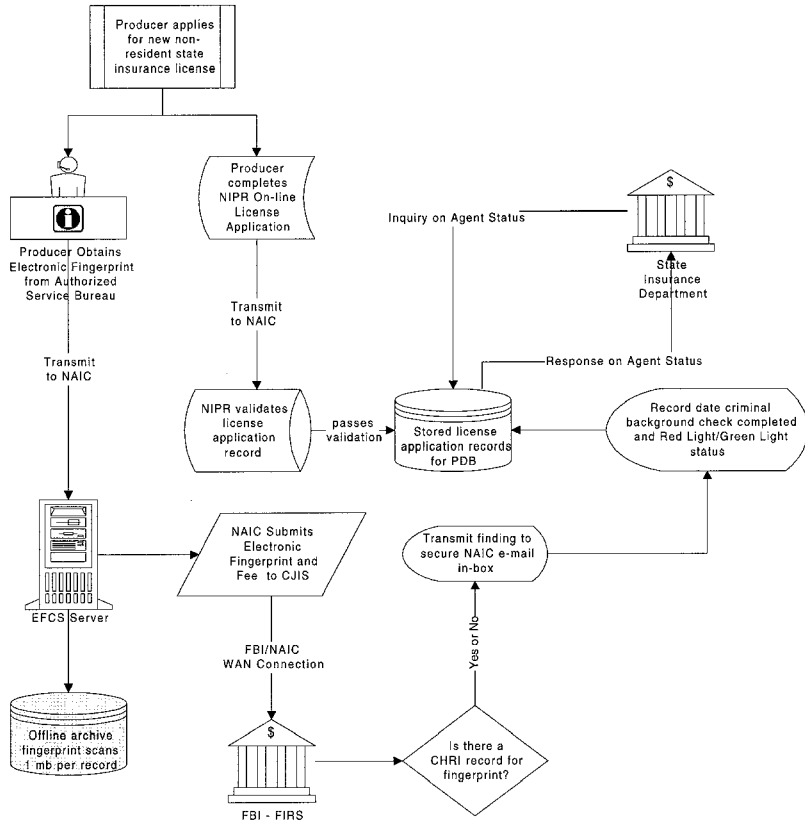 Producer applies
for new non-
resident state
insurance license
$
Producer
completes
NIPR On-line
License
Application
Inquiry on Agent Status
Producer Obtains
Electronic Fingerprint
from Authorized
Service Bureau
State
Insurance
Department
Transmit
to NAIC
Transmit
to NAIC
Response on Agent Status
NIPR validates
license
application
record
passes
validation
Stored license
application records
for PDB
Record date criminal
background check completed
and Red Light/Green Light
status
NAIC Submits
Electronic
Fingerprint and
Fee to CJIS
Transmit finding to
secure NAIC e-mail
in-box
EFCS Server
FBI/NAIC
WAN Connection
Yes or No
Offline archive
fingerprint scans
1 mb per record
$
Is there a
CHRI record for
fingerprint?
FBI - FIRS